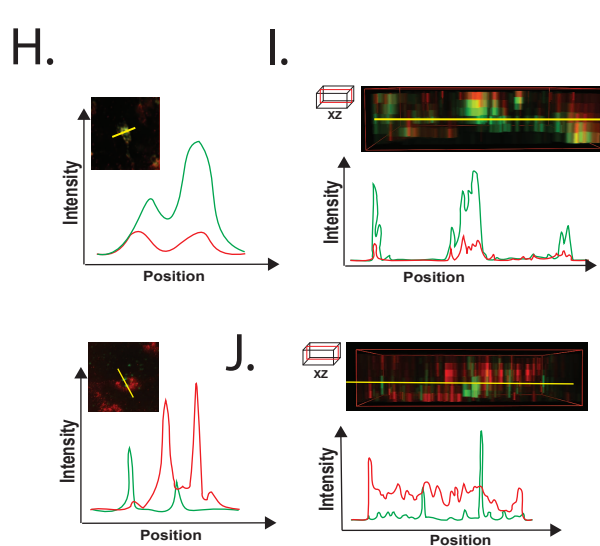 H.
I.
XZ
Intensity
Position
Intensity
Position
J.
XZ
Intensity
Position
Intensity
Position